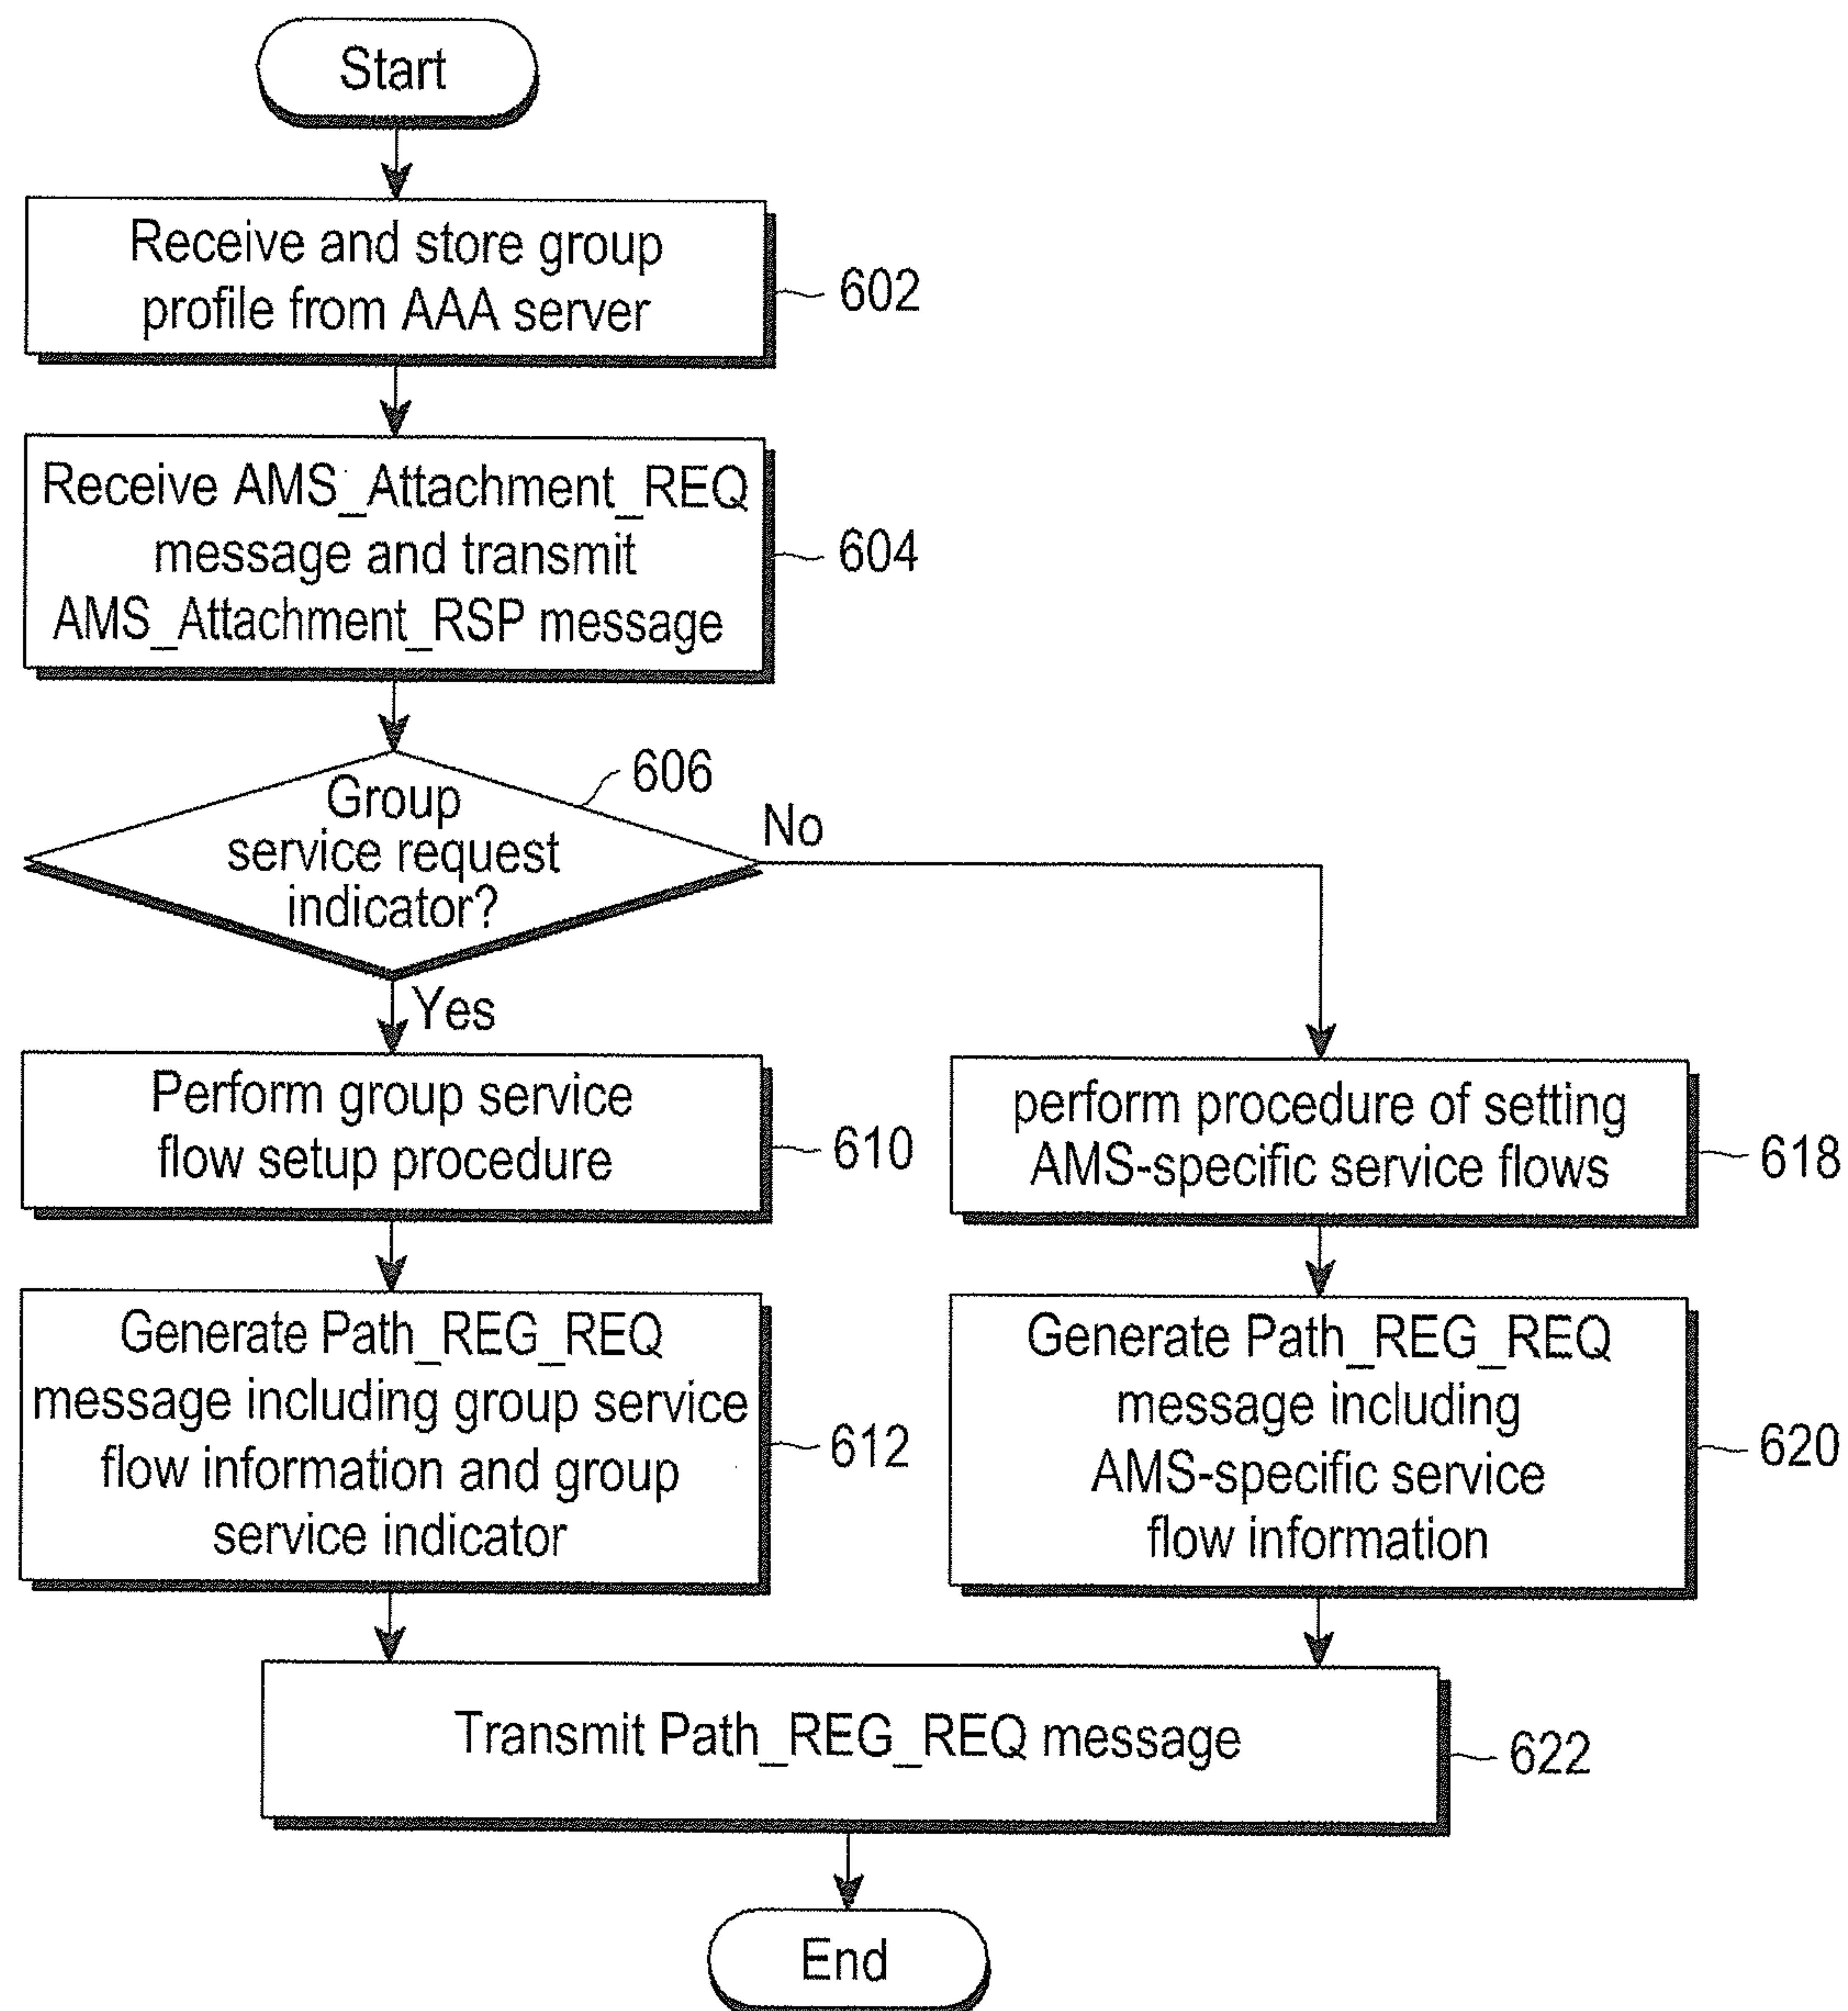 Start
Receive and store group
profile from AAA server
602
Receive AMS_Attachment_REQ
message and transmit
AMS_Attachment_RSP message
604
606
Group
service request
indicator?
No
Yes
Perform group service
flow setup procedure
610
perform procedure of setting
AMS-specific service flows
618
Generate Path_REG_REQ
message including group service
flow information and group
service indicator
612
Generate Path_REG_REQ
message including
AMS-specific service
flow information
620
Transmit Path_REG_REQ message
622
End